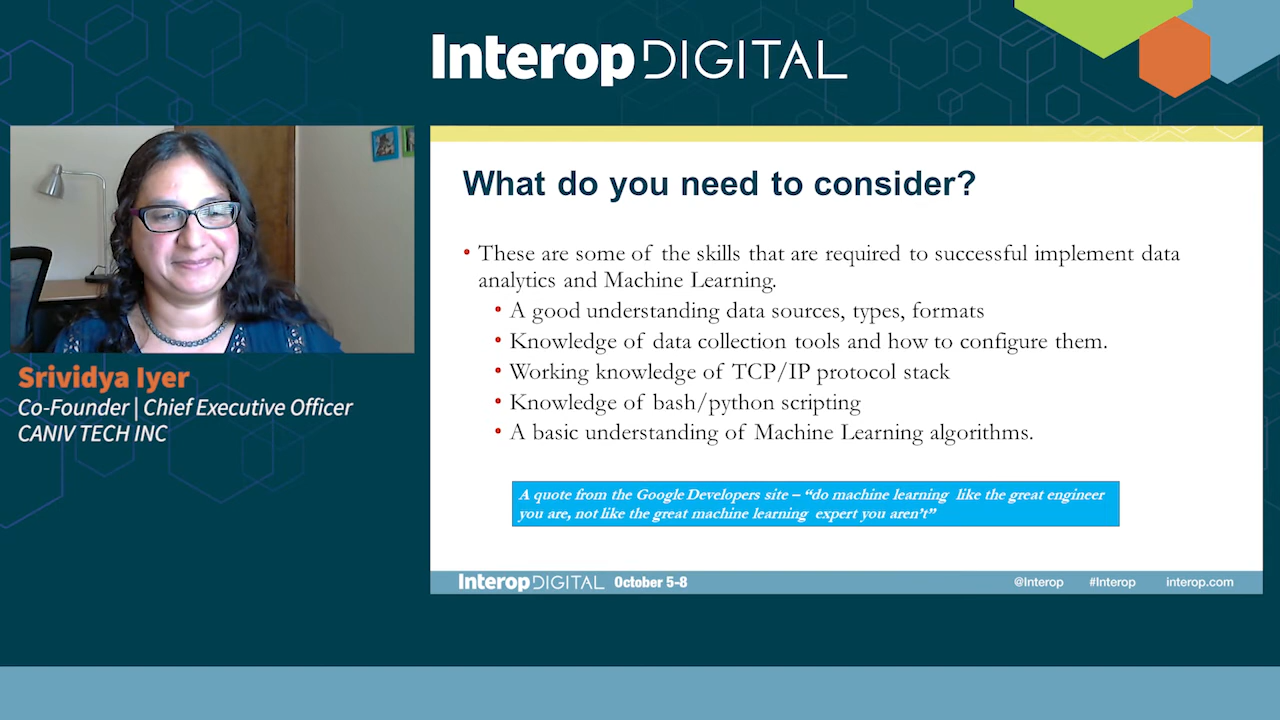 Interop DIGITAL
Srividya Iyer
Co-Founder | Chief Executive Officer
CANIV TECH INC
What do you need to consider?
• These are some of the skills that are required to successful implement data
analytics and Machine Learning.
• A good understanding data sources, types, formats
• Knowledge of data collection tools and how to configure them.
• Working knowledge of TCP/IP protocol stack
• Knowledge of bash/python scripting
• A basic understanding of Machine Learning algorithms.
A quote from the Google Developers site – “do machine learning like the great engineer
you are, not like the great machine learning expert you aren’t”
Interop DIGITAL October 5-8 @Interop #Interop interop.com